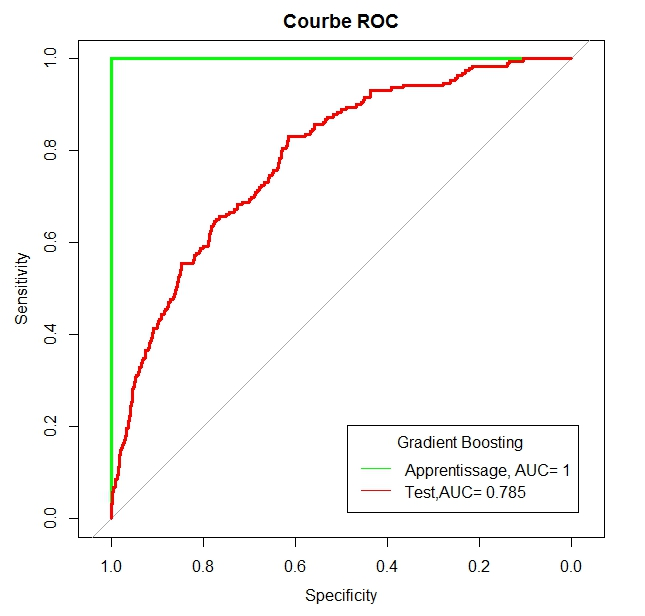 Courbe ROC
Sensitivity
1.0
0.8
0.6
0.4
0.2
0.0
Gradient Boosting
Apprentissage, AUC= 1
Test,AUC= 0.785
1.0 0.8 0.6 0.4 0.2 0.0
Specificity